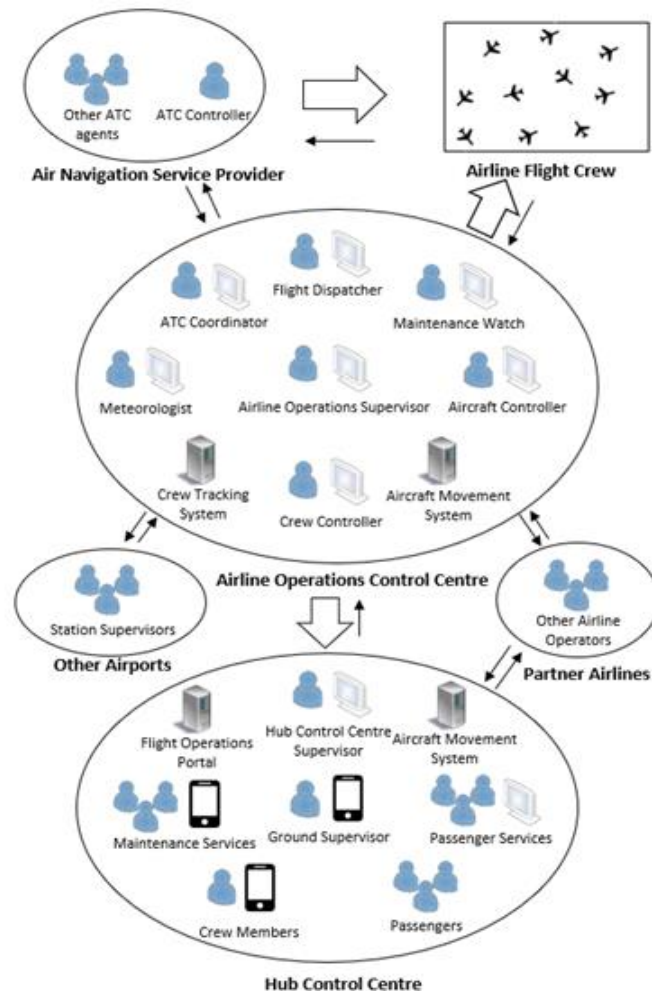 Other ATC
agents
ATC Controller
Air Navigation Service Provider
Airline Flight Crew
Flight Dispatcher
ATC Coordinator
Maintenance Watch
Meteorologist
Airline Operations Supervisor
Aircraft Controller
Crew Tracking
System
Crew Controller
Aircraft Movement
System
Airline Operations Control Centre
Station Supervisors
Other Airports
Other Airline
Operators
Partner Airlines
Flight Operations
Portal
Hub Control Centre
Supervisor
Aircraft Movement
System
Maintenance Services
Ground Supervisor
Passenger Services
Crew Members
Passengers
Hub Control Centre